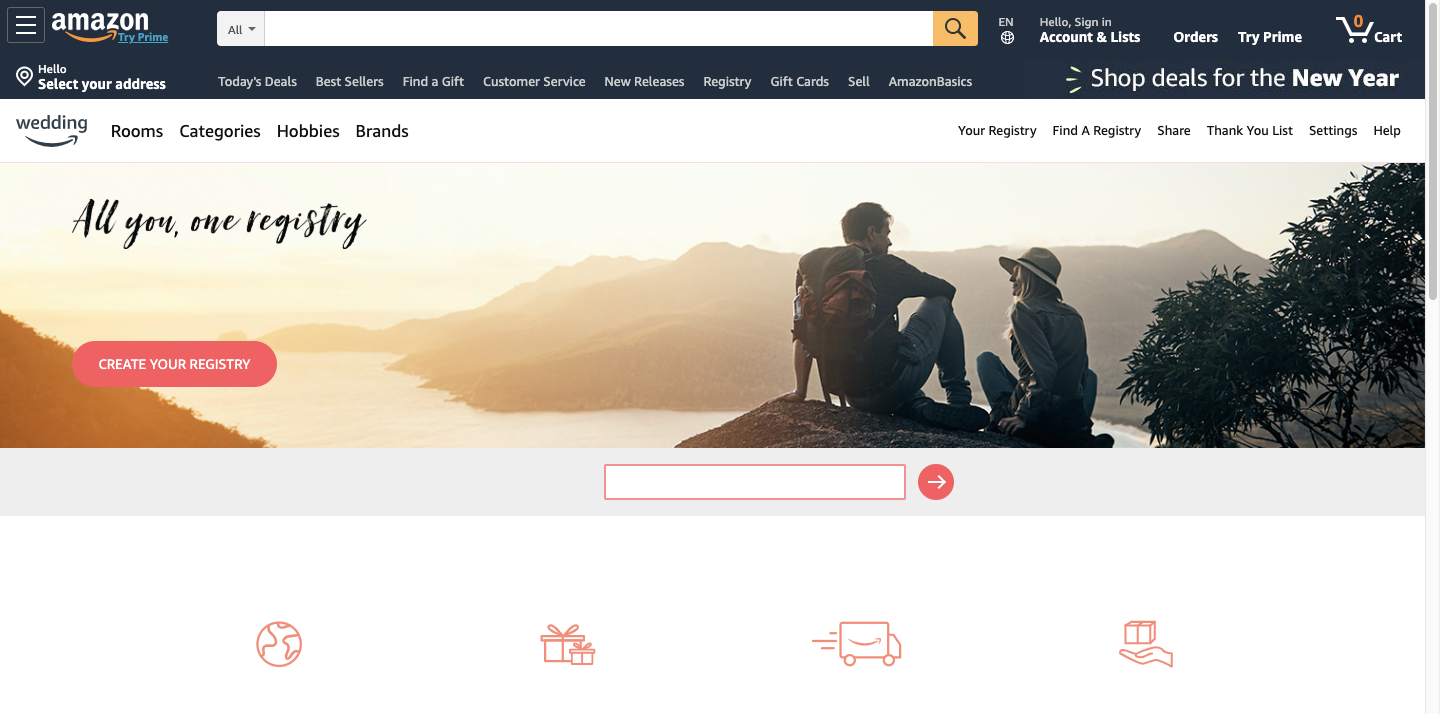 amazon
Try Prime
All
EN
Hello, Sign in
Account & Lists
Orders
Try Prime
0
Cart
Hello
Select your address
Today's Deals
Best Sellers
Find a Gift
Customer Service
New Releases
Registry
Gift Cards
Sell
AmazonBasics
Shop deals for the New Year
wedding
Rooms
Categories
Hobbies
Brands
Your Registry
Find A Registry
Share
Thank You List
Settings
Help
All you, one registry
CREATE YOUR REGISTRY